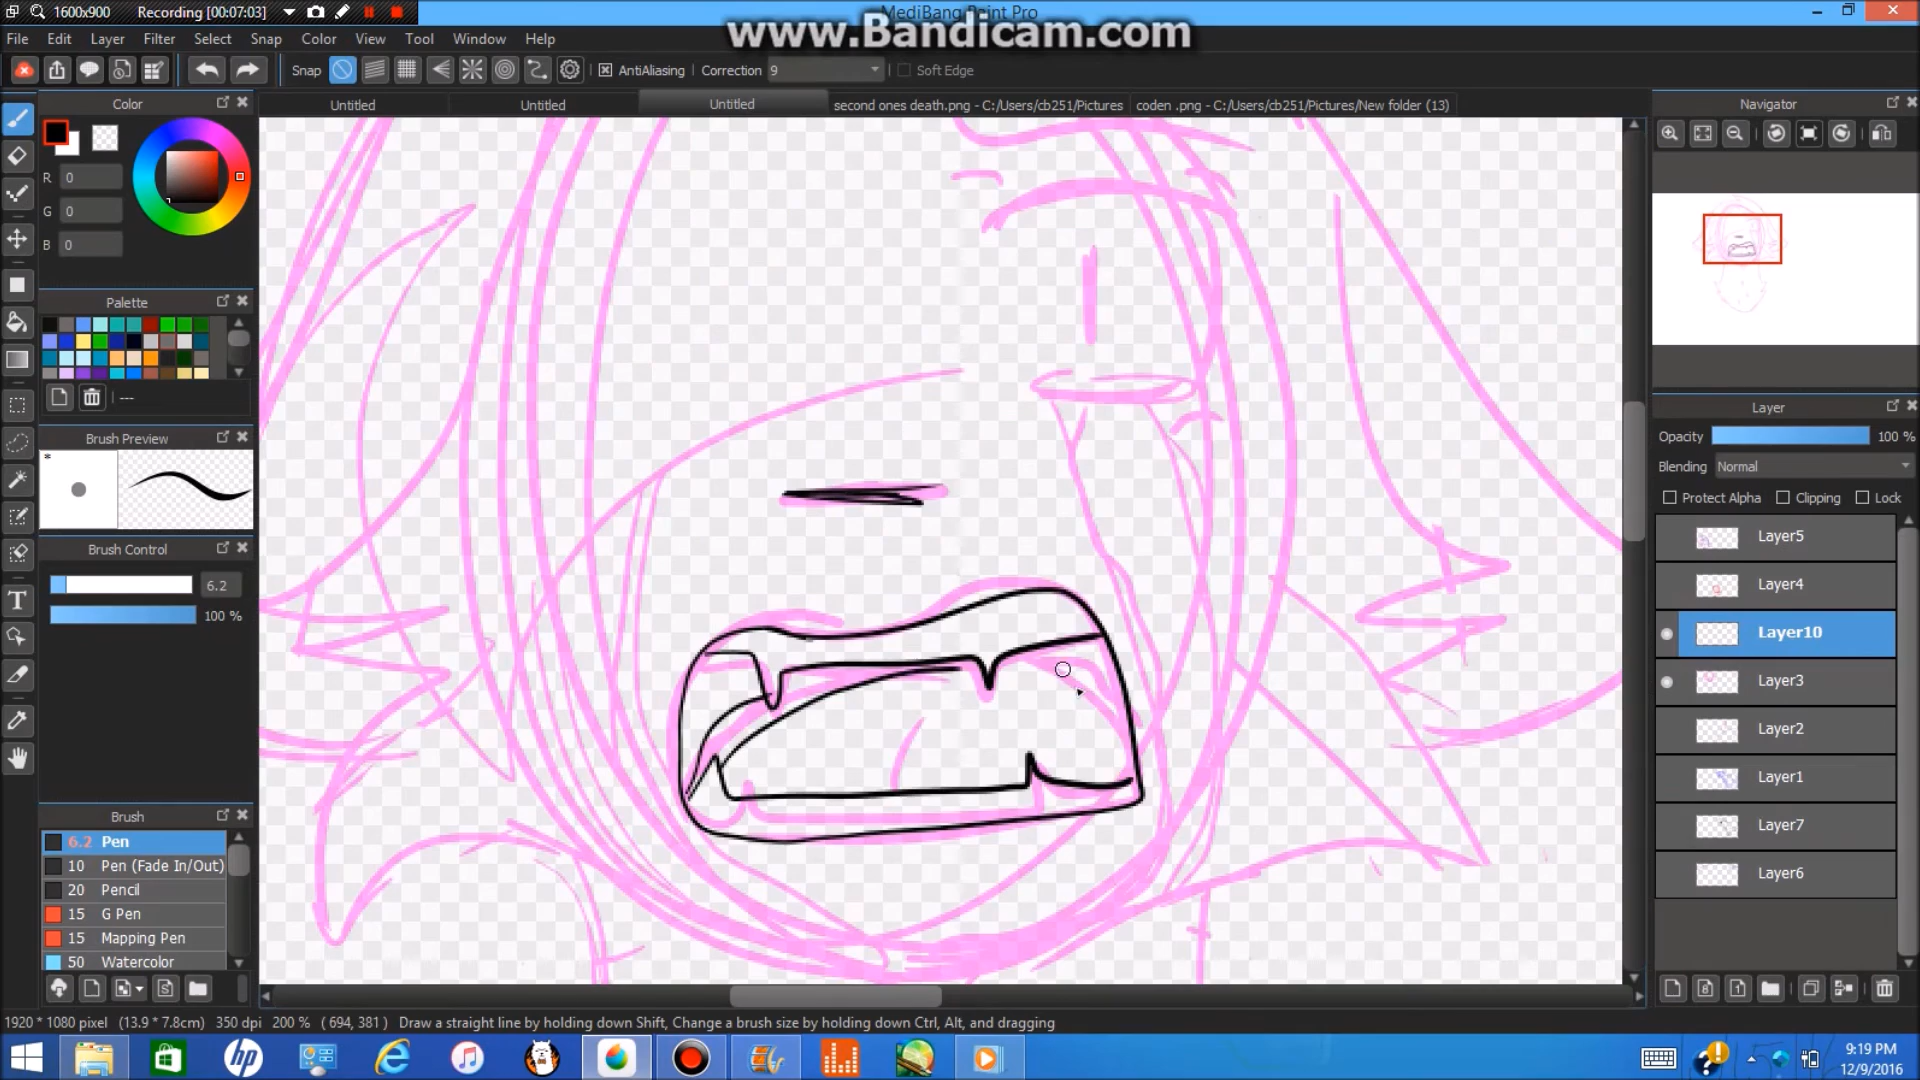 1600x900 Recording [00:07:03]
MediBang Paint Pro
www.Bandicam.com
File Edit Layer Filter Select Snap Color View Tool Window Help
Snap AntiAliasing Correction 9 Soft Edge
Untitled Untitled Untitled second ones death.png - C:/Users/cb251/Pictures coden .png - C:/Users/cb251/Pictures/New folder (13)
Color
R 0
G 0
B 0
Palette
---
Brush Preview
*
Brush Control
6.2
100 %
Brush
6.2 Pen
10 Pen (Fade In/Out)
20 Pencil
15 G Pen
15 Mapping Pen
50 Watercolor
Navigator
Layer
Opacity 100 %
Blending Normal
Protect Alpha Clipping Lock
Layer5
Layer4
Layer10
Layer3
Layer2
Layer1
Layer7
Layer6
1920 * 1080 pixel (13.9 * 7.8cm) 350 dpi 200 % ( 694, 381 ) Draw a straight line by holding down Shift, Change a brush size by holding down Ctrl, Alt, and dragging
9:19 PM
12/9/2016